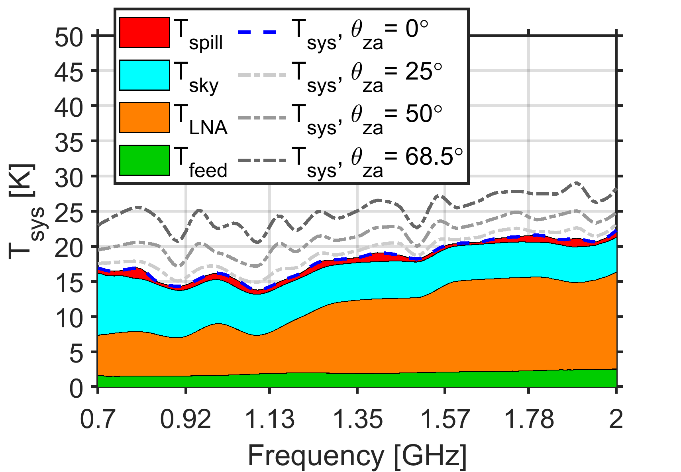 50
45
40
35
30
25
20
15
10
5
0
T_sys [K]
T_spill
T_sky
T_LNA
T_feed
T_sys, θ_za= 0°
T_sys, θ_za= 25°
T_sys, θ_za= 50°
T_sys, θ_za= 68.5°
0.7 0.92 1.13 1.35 1.57 1.78 2
Frequency [GHz]